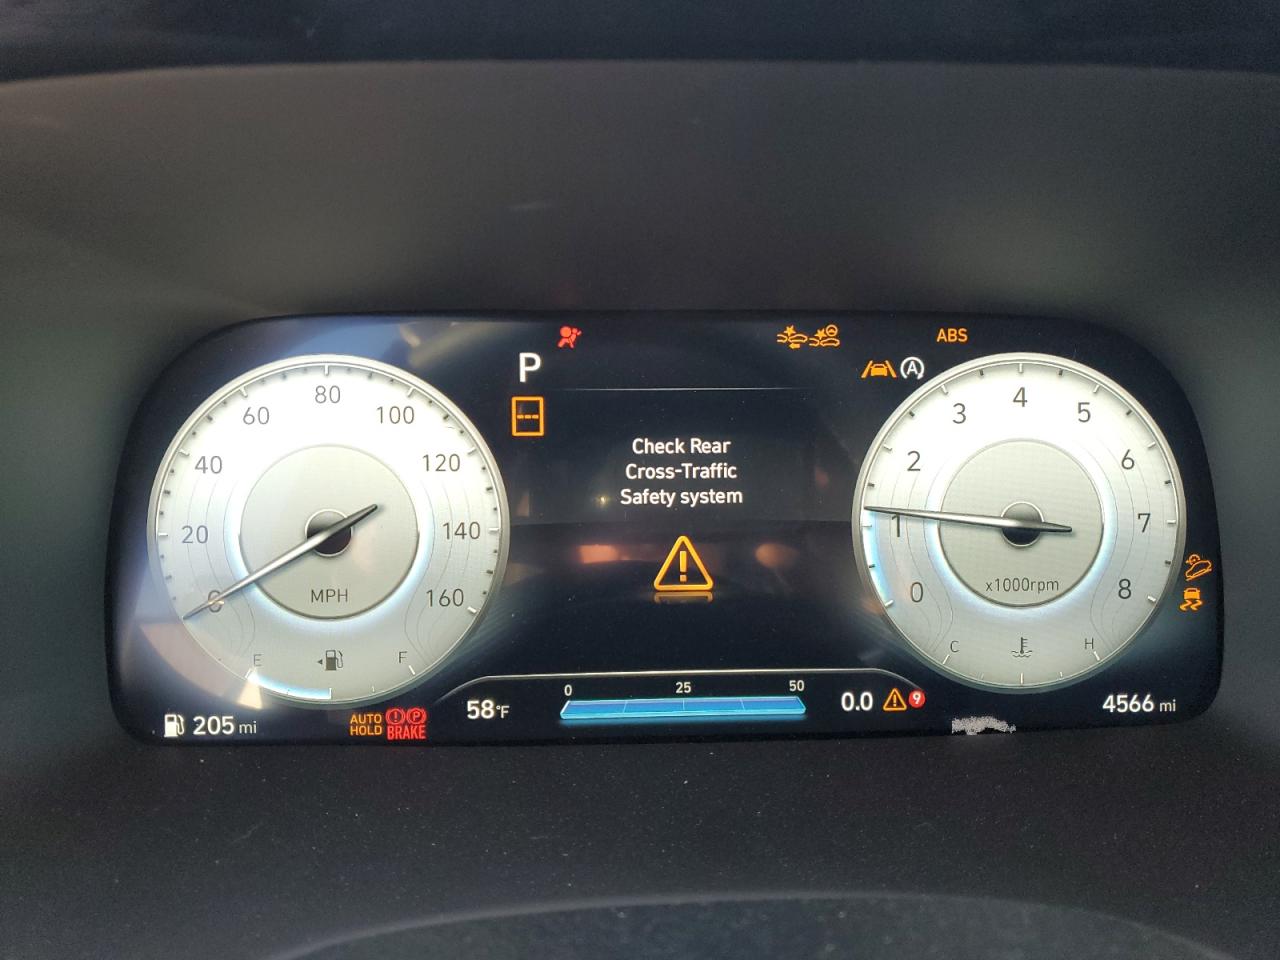 80
60
100
40
120
20
140
0
160
MPH
E
F
205 mi
AUTO
HOLD
P
BRAKE
P
---
Check Rear
Cross-Traffic
Safety system
58°F
0
25
50
0.0
9
ABS
A
4
3
5
2
6
1
7
0
8
x1000rpm
C
H
4566 mi